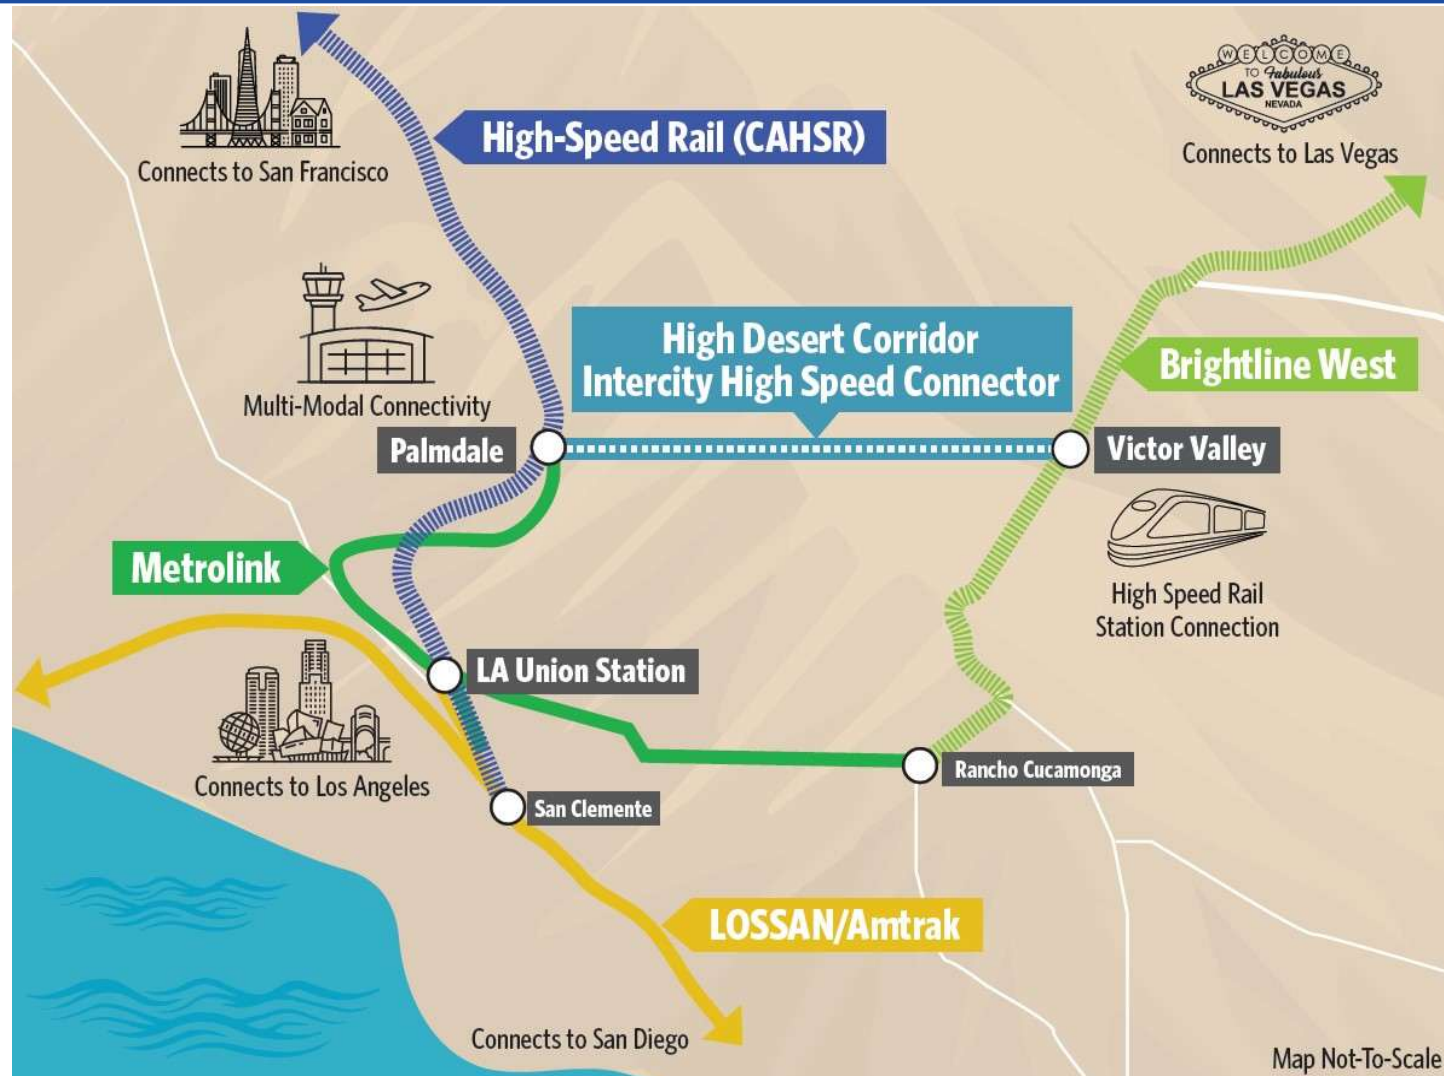 WELCOME
TO Fabulous
LAS VEGAS
NEVADA
Connects to Las Vegas
High-Speed Rail (CAHSR)
Connects to San Francisco
High Desert Corridor
Intercity High Speed Connector
Brightline West
Multi-Modal Connectivity
Palmdale
Victor Valley
Metrolink
High Speed Rail
Station Connection
LA Union Station
Connects to Los Angeles
Rancho Cucamonga
San Clemente
LOSSAN/Amtrak
Connects to San Diego
Map Not-To-Scale